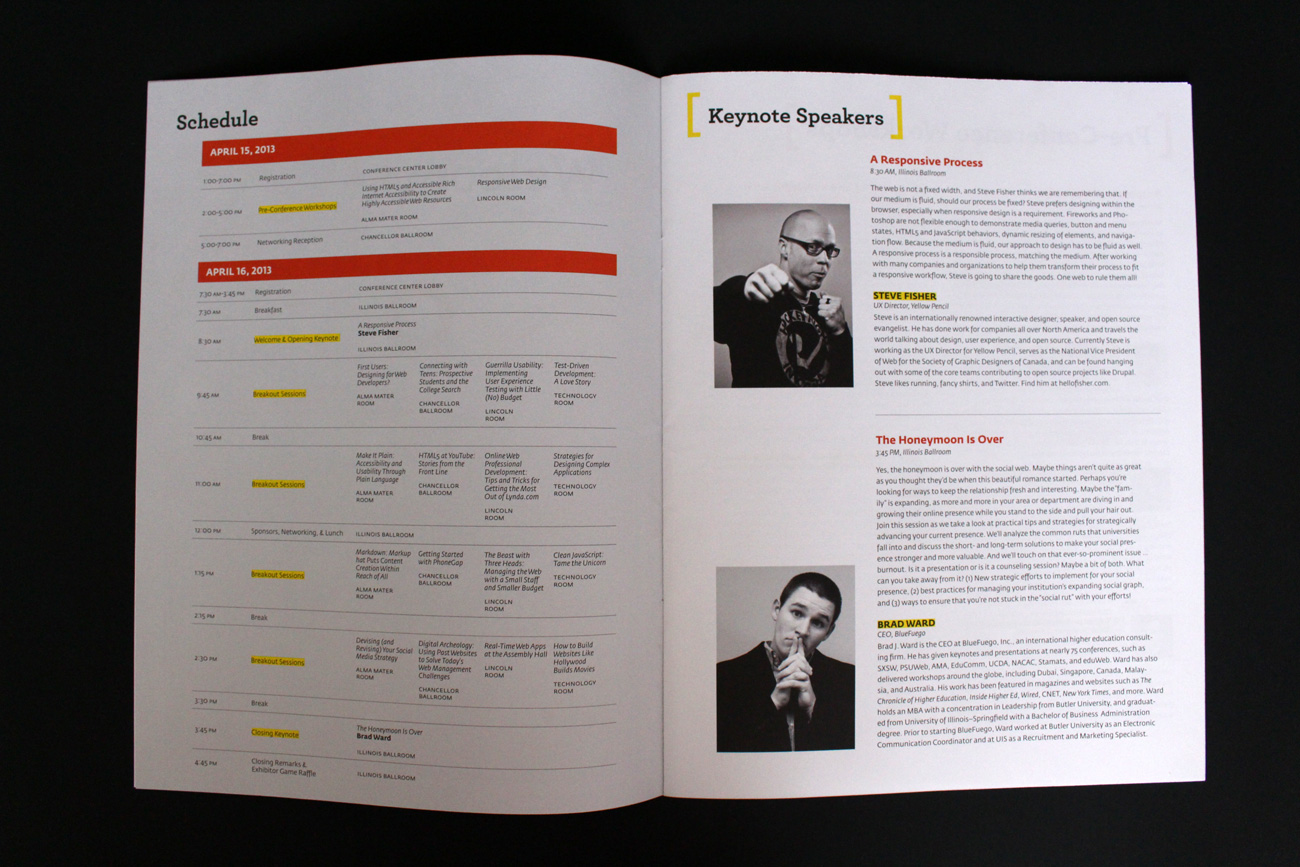 Schedule
APRIL 15, 2013
1:00-7:00 PM
Registration
CONFERENCE CENTER LOBBY
2:00-5:00 PM
Pre-Conference Workshops
Using HTML5 and Accessible Rich
Internet Accessibility to Create
Highly Accessible Web Resources
ALMA MATER ROOM
Responsive Web Design
LINCOLN ROOM
5:00-7:00 PM
Networking Reception
CHANCELLOR BALLROOM
APRIL 16, 2013
7:30 AM-3:45 PM
Registration
CONFERENCE CENTER LOBBY
7:30 AM
Breakfast
ILLINOIS BALLROOM
8:30 AM
Welcome & Opening Keynote
A Responsive Process
Steve Fisher
ILLINOIS BALLROOM
9:45 AM
Breakout Sessions
First Users:
Designing for Web
Developers?
ALMA MATER
ROOM
Connecting with
Teens: Prospective
Students and the
College Search
CHANCELLOR
BALLROOM
Guerrilla Usability:
Implementing
User Experience
Testing with Little
(No) Budget
LINCOLN
ROOM
Test-Driven
Development:
A Love Story
TECHNOLOGY
ROOM
10:45 AM
Break
11:00 AM
Breakout Sessions
Make It Plain:
Accessibility and
Usability Through
Plain Language
ALMA MATER
ROOM
HTML5 at YouTube:
Stories from the
Front Line
CHANCELLOR
BALLROOM
Online Web
Professional
Development:
Tips and Tricks for
Getting the Most
Out of Lynda.com
LINCOLN
ROOM
Strategies for
Designing Complex
Applications
TECHNOLOGY
ROOM
12:00 PM
Sponsors, Networking, & Lunch
ILLINOIS BALLROOM
1:15 PM
Breakout Sessions
Markdown: Markup
hat Puts Content
Creation Within
Reach of All
ALMA MATER
ROOM
Getting Started
with PhoneGap
CHANCELLOR
BALLROOM
The Beast with
Three Heads:
Managing the Web
with a Small Staff
and Smaller Budget
LINCOLN
ROOM
Clean JavaScript:
Tame the Unicorn
TECHNOLOGY
ROOM
2:15 PM
Break
2:30 PM
Breakout Sessions
Devising (and
Revising) Your Social
Media Strategy
ALMA MATER
ROOM
Digital Archeology:
Using Past Websites
to Solve Today's
Web Management
Challenges
CHANCELLOR
BALLROOM
Real-Time Web Apps
at the Assembly Hall
LINCOLN
ROOM
How to Build
Websites Like
Hollywood
Builds Movies
TECHNOLOGY
ROOM
3:30 PM
Break
3:45 PM
Closing Keynote
The Honeymoon Is Over
Brad Ward
ILLINOIS BALLROOM
4:45 PM
Closing Remarks &
Exhibitor Game Raffle
ILLINOIS BALLROOM
[Keynote Speakers]
A Responsive Process
8:30 AM, Illinois Ballroom
The web is not a fixed width, and Steve Fisher thinks we are remembering that. If
our medium is fluid, should our process be fixed? Steve prefers designing within the
browser, especially when responsive design is a requirement. Fireworks and Pho-
toshop are not flexible enough to demonstrate media queries, button and menu
states, HTML5 and JavaScript behaviors, dynamic resizing of elements, and naviga-
tion flow. Because the medium is fluid, our approach to design has to be fluid as well.
A responsive process is a responsible process, matching the medium. After working
with many companies and organizations to help them transform their process to fit
a responsive workflow, Steve is going to share the goods. One web to rule them all!
STEVE FISHER
UX Director, Yellow Pencil
Steve is an internationally renowned interactive designer, speaker, and open source
evangelist. He has done work for companies all over North America and travels the
world talking about design, user experience, and open source. Currently Steve is
working as the UX Director for Yellow Pencil, serves as the National Vice President
of Web for the Society of Graphic Designers of Canada, and can be found hanging
out with some of the core teams contributing to open source projects like Drupal.
Steve likes running, fancy shirts, and Twitter. Find him at hellofisher.com.
The Honeymoon Is Over
3:45 PM, Illinois Ballroom
Yes, the honeymoon is over with the social web. Maybe things aren't quite as great
as you thought they'd be when this beautiful romance started. Perhaps you're
looking for ways to keep the relationship fresh and interesting. Maybe the "fam-
ily" is expanding, as more and more in your area or department are diving in and
growing their online presence while you stand to the side and pull your hair out.
Join this session as we take a look at practical tips and strategies for strategically
advancing your current presence. We'll analyze the common ruts that universities
fall into and discuss the short- and long-term solutions to make your social pres-
ence stronger and more valuable. And we'll touch on that ever-so-prominent issue ...
burnout. Is it a presentation or is it a counseling session? Maybe a bit of both. What
can you take away from it? (1) New strategic efforts to implement for your social
presence, (2) best practices for managing your institution's expanding social graph,
and (3) ways to ensure that you're not stuck in the "social rut" with your efforts!
BRAD WARD
CEO, BlueFuego
Brad J. Ward is the CEO at BlueFuego, Inc., an international higher education consult-
ing firm. He has given keynotes and presentations at nearly 75 conferences, such as
SXSW, PSUWeb, AMA, EduComm, UCDA, NACAC, Stamats, and eduWeb. Ward has also
delivered workshops around the globe, including Dubai, Singapore, Canada, Malay-
sia, and Australia. His work has been featured in magazines and websites such as The
Chronicle of Higher Education, Inside Higher Ed, Wired, CNET, New York Times, and more. Ward
holds an MBA with a concentration in Leadership from Butler University, and graduat-
ed from University of Illinois–Springfield with a Bachelor of Business Administration
degree. Prior to starting BlueFuego, Ward worked at Butler University as an Electronic
Communication Coordinator and at UIS as a Recruitment and Marketing Specialist.